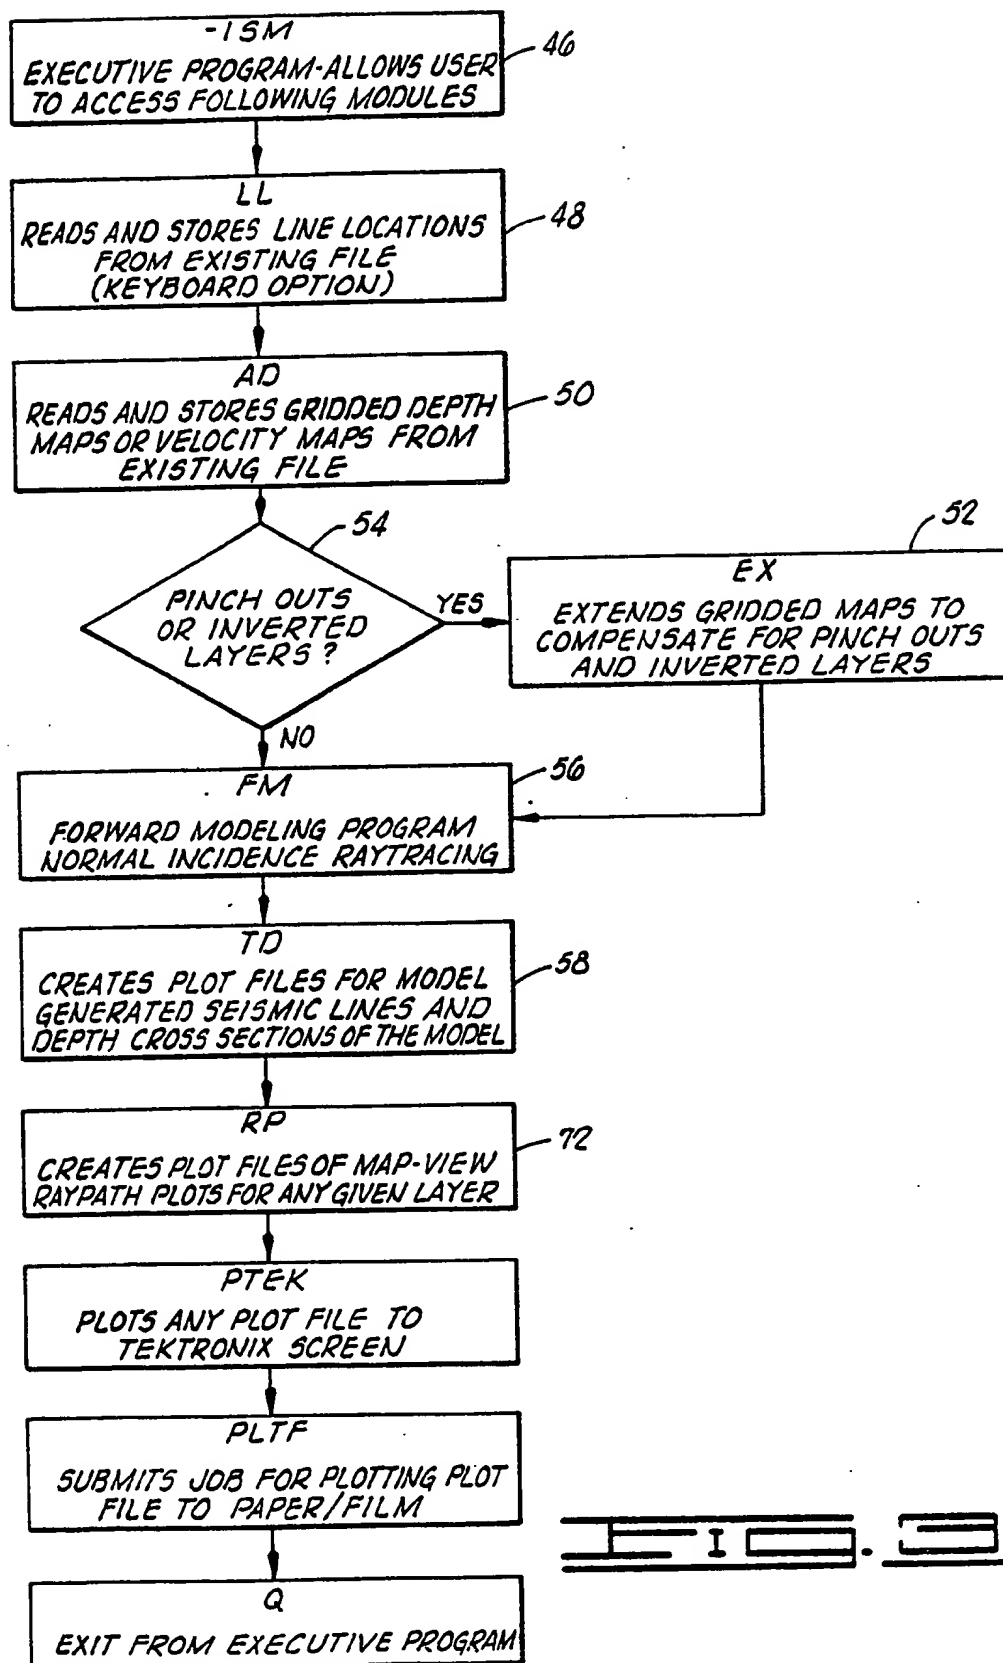 -ISM
EXECUTIVE PROGRAM-ALLOWS USER
TO ACCESS FOLLOWING MODULES
46
LL
READS AND STORES LINE LOCATIONS
FROM EXISTING FILE
(KEYBOARD OPTION)
48
AD
READS AND STORES GRIDDED DEPTH
MAPS OR VELOCITY MAPS FROM
EXISTING FILE
50
PINCH OUTS
OR INVERTED
LAYERS?
54
YES
EX
EXTENDS GRIDDED MAPS TO
COMPENSATE FOR PINCH OUTS
AND INVERTED LAYERS
52
NO
FM
FORWARD MODELING PROGRAM
NORMAL INCIDENCE RAYTRACING
56
TD
CREATES PLOT FILES FOR MODEL
GENERATED SEISMIC LINES AND
DEPTH CROSS SECTIONS OF THE MODEL
58
RP
CREATES PLOT FILES OF MAP-VIEW
RAYPATH PLOTS FOR ANY GIVEN LAYER
72
PTEK
PLOTS ANY PLOT FILE TO
TEKTRONIX SCREEN
PLTF
SUBMITS JOB FOR PLOTTING PLOT
FILE TO PAPER/FILM
Q
EXIT FROM EXECUTIVE PROGRAM
FIG.